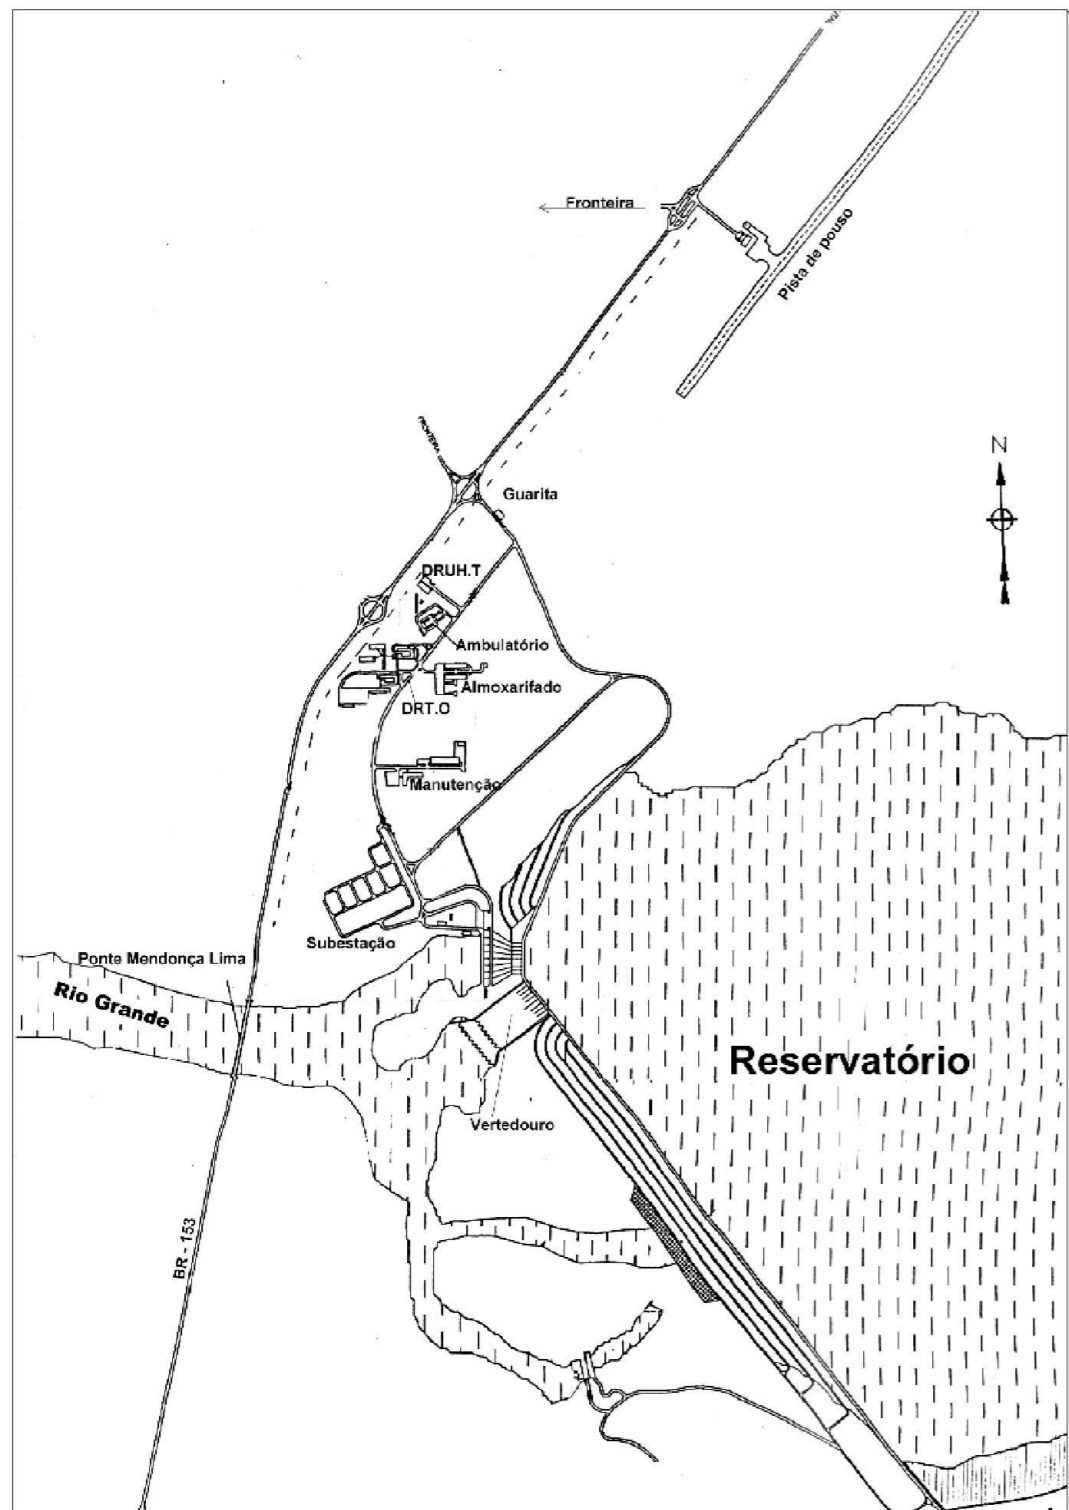 Fronteira
Pista de pouso
FRONTEIRA
N
Guarita
DRUH.T
Ambulatório
Almoxarifado
DRT.O
Manutenção
Subestação
Ponte Mendonça Lima
Rio Grande
Reservatório
Vertedouro
BR - 153